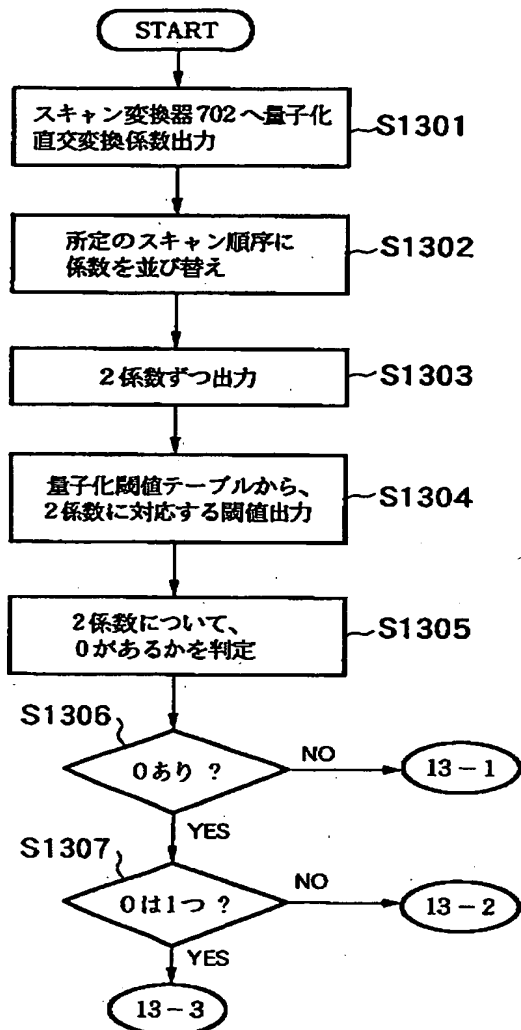 START
スキャン変換器702へ量子化
直交変換係数出力
S1301
所定のスキャン順序に
係数を並び替え
S1302
2係数ずつ出力
S1303
量子化閾値テーブルから、
2係数に対応する閾値出力
S1304
2係数について、
0があるかを判定
S1305
S1306
0あり ?
NO
13-1
YES
S1307
0は1つ ?
NO
13-2
YES
13-3